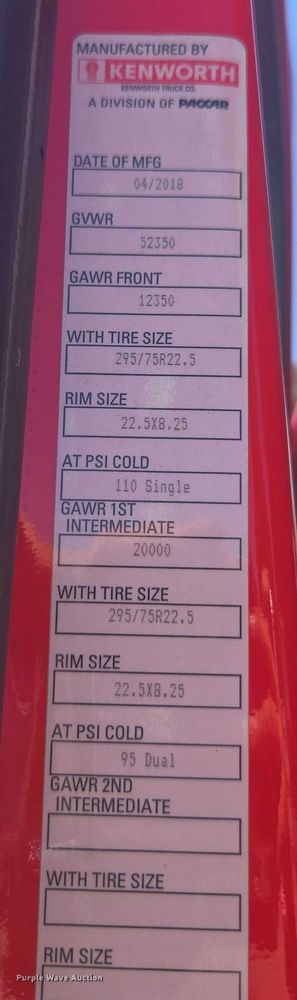 MANUFACTURED BY
KENWORTH
KENWORTH TRUCK CO.
A DIVISION OF PACCAR
DATE OF MFG
04/2018
GVWR
52350
GAWR FRONT
12350
WITH TIRE SIZE
295/75R22.5
RIM SIZE
22.5X8.25
AT PSI COLD
110 Single
GAWR 1ST
INTERMEDIATE
20000
WITH TIRE SIZE
295/75R22.5
RIM SIZE
22.5X8.25
AT PSI COLD
95 Dual
GAWR 2ND
INTERMEDIATE
WITH TIRE SIZE
RIM SIZE
Purple Wave Auction